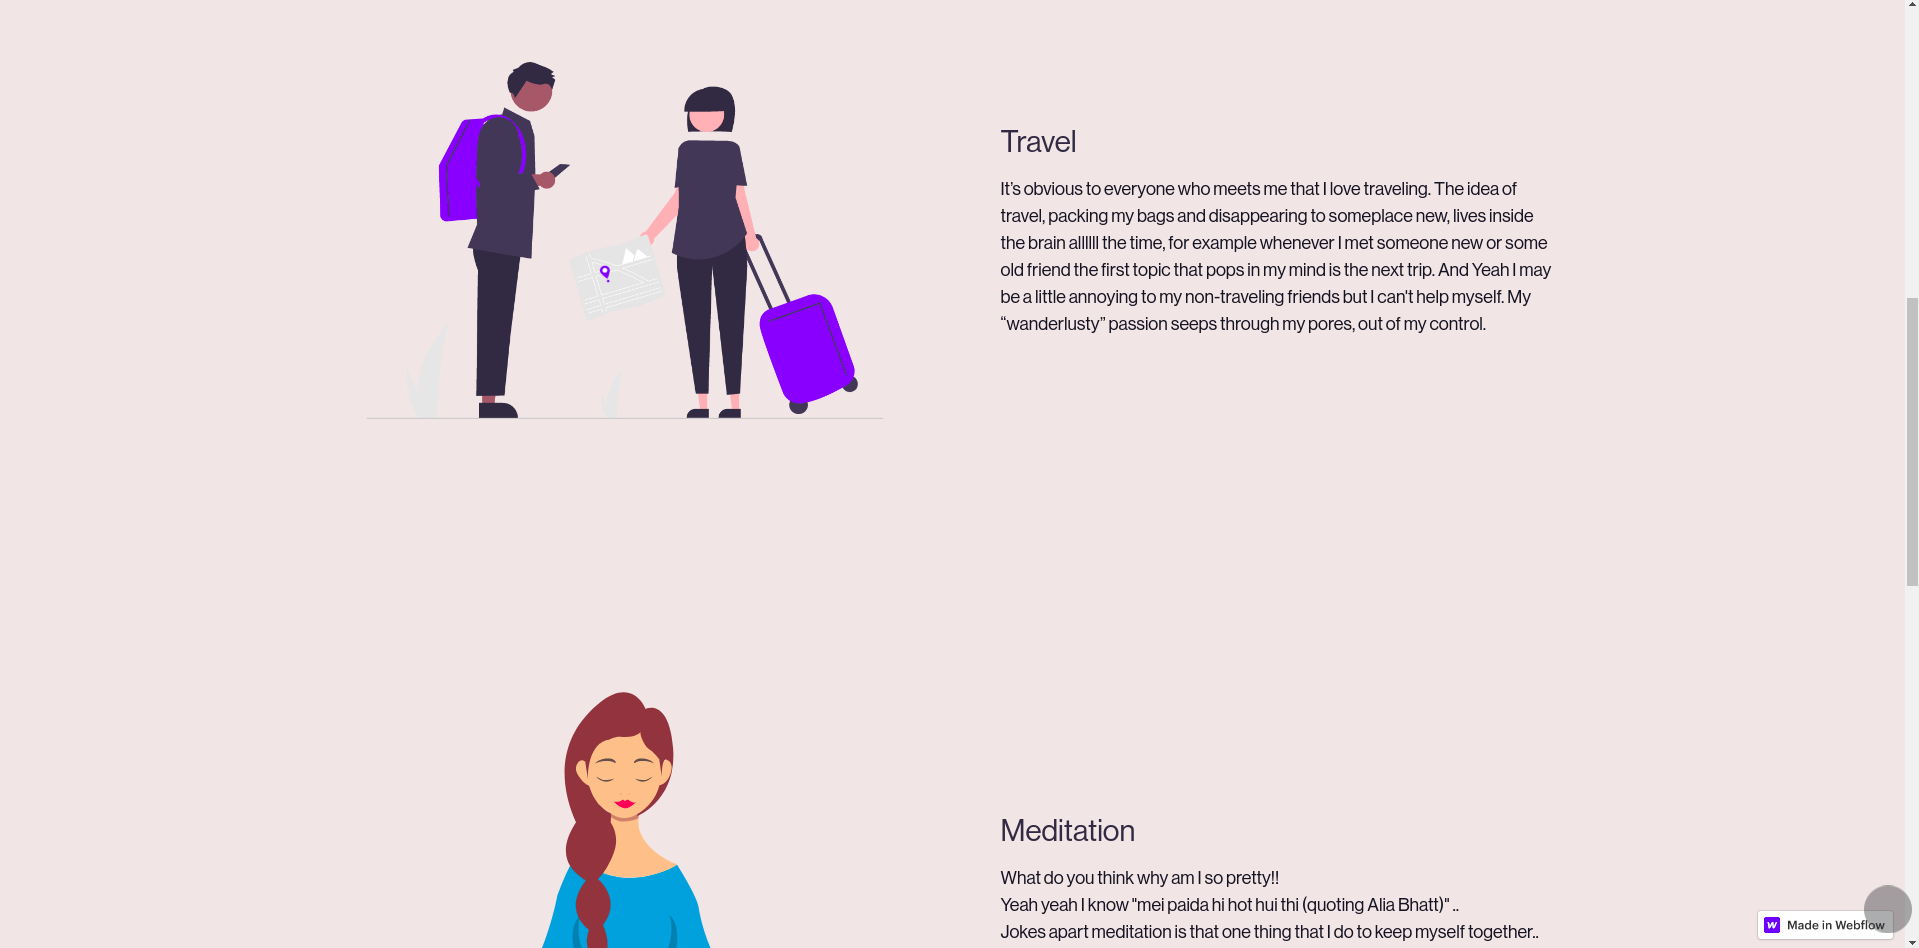 Travel
It’s obvious to everyone who meets me that I love traveling. The idea of
travel, packing my bags and disappearing to someplace new, lives inside
the brain allllll the time, for example whenever I met someone new or some
old friend the first topic that pops in my mind is the next trip. And Yeah I may
be a little annoying to my non-traveling friends but I can't help myself. My
“wanderlusty” passion seeps through my pores, out of my control.
Meditation
What do you think why am I so pretty!!
Yeah yeah I know "mei paida hi hot hui thi (quoting Alia Bhatt)" ..
Jokes apart meditation is that one thing that I do to keep myself together..
Made in Webflow